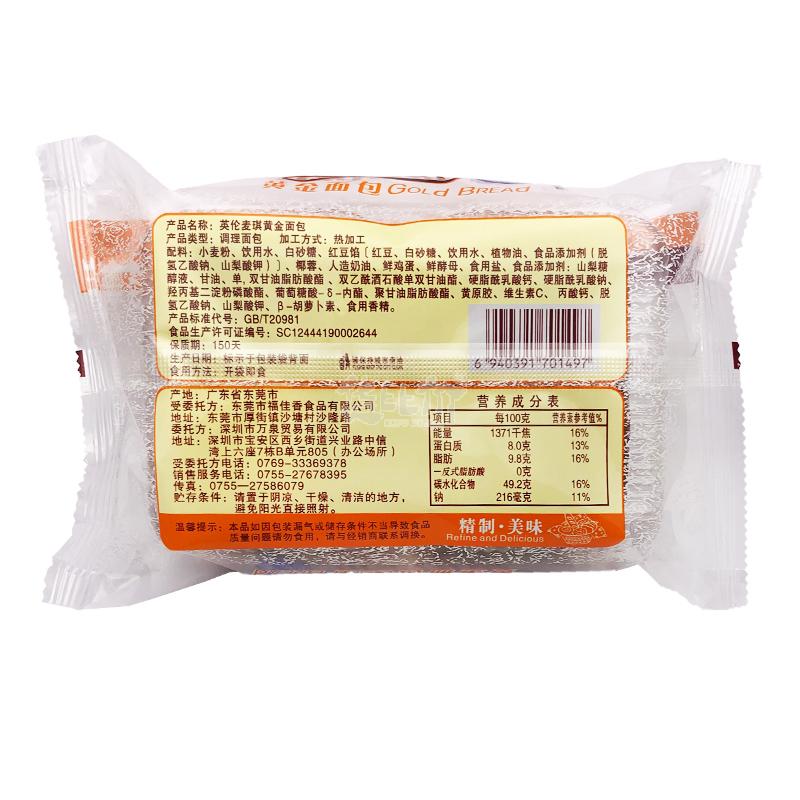 黄金面包 GOLD BREAD
产品名称：英伦麦琪黄金面包
产品类型：调理面包 加工方式：热加工
配料：小麦粉、饮用水、白砂糖、红豆馅〔红豆、白砂糖、饮用水、植物油、食品添加剂（脱
氢乙酸钠、山梨酸钾）〕、椰蓉、人造奶油、鲜鸡蛋、鲜酵母、食用盐、食品添加剂：山梨糖
醇液、甘油、单，双甘油脂肪酸酯、双乙酰酒石酸单双甘油酯、硬脂酰乳酸钙、硬脂酰乳酸钠、
羟丙基二淀粉磷酸酯、葡萄糖酸-δ-内酯、聚甘油脂肪酸酯、黄原胶、维生素C、丙酸钙、脱
氢乙酸钠、山梨酸钾、β-胡萝卜素、食用香精。
产品标准代号：GB/T20981
食品生产许可证编号：SC12444190002644
保质期：150天
生产日期：标示于包装袋背面
食用方法：开袋即食
6 940391 701497
产地：广东省东莞市
受委托方：东莞市福佳香食品有限公司
地址：东莞市厚街镇沙塘村沙隆路
委托方：深圳市万泉贸易有限公司
地址：深圳市宝安区西乡街道兴业路中信
湾上六座7栋B单元805（办公场所）
受委托方电话：0769-33369378
销售服务电话：0755-27678395
传真：0755-27586079
贮存条件：请置于阴凉、干燥、清洁的地方，
避免阳光直接照射。
营养成分表
项目 每100克 营养素参考值%
能量 1371千焦 16%
蛋白质 8.0克 13%
脂肪 9.8克 16%
—反式脂肪酸 0克
碳水化合物 49.2克 16%
钠 216毫克 11%
温馨提示：本品如因包装漏气或储存条件不当导致食品
质量问题请勿食用，请与经销商联系调换。
精制·美味
Refine and Delicious